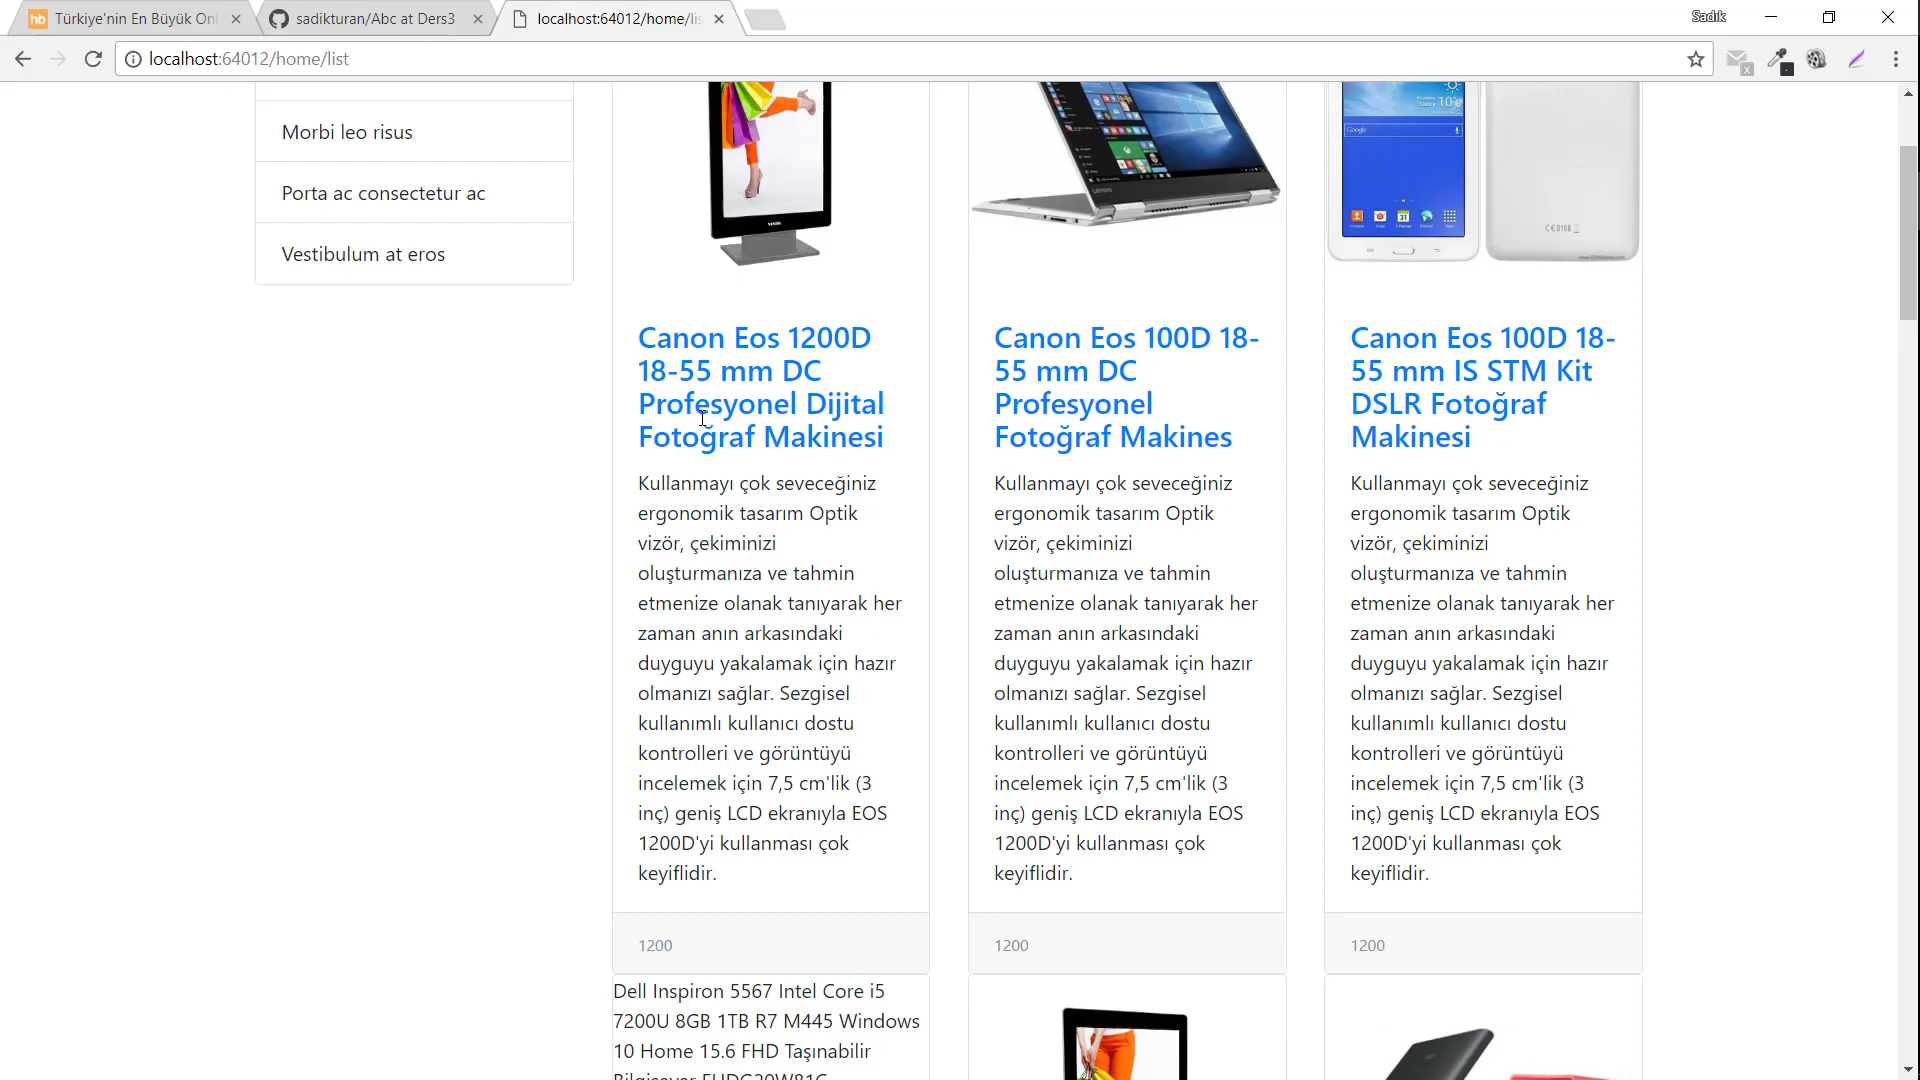 Türkiye'nin En Büyük Onl
sadikturan/Abc at Ders3
localhost:64012/home/lis
Sadık
localhost:64012/home/list
Morbi leo risus
Porta ac consectetur ac
Vestibulum at eros
Canon Eos 1200D
18-55 mm DC
Profesyonel Dijital
Fotoğraf Makinesi
Kullanmayı çok seveceğiniz
ergonomik tasarım Optik
vizör, çekiminizi
oluşturmanıza ve tahmin
etmenize olanak tanıyarak her
zaman anın arkasındaki
duyguyu yakalamak için hazır
olmanızı sağlar. Sezgisel
kullanımlı kullanıcı dostu
kontrolleri ve görüntüyü
incelemek için 7,5 cm'lik (3
inç) geniş LCD ekranıyla EOS
1200D'yi kullanması çok
keyiflidir.
1200
Canon Eos 100D 18-
55 mm DC
Profesyonel
Fotoğraf Makines
Kullanmayı çok seveceğiniz
ergonomik tasarım Optik
vizör, çekiminizi
oluşturmanıza ve tahmin
etmenize olanak tanıyarak her
zaman anın arkasındaki
duyguyu yakalamak için hazır
olmanızı sağlar. Sezgisel
kullanımlı kullanıcı dostu
kontrolleri ve görüntüyü
incelemek için 7,5 cm'lik (3
inç) geniş LCD ekranıyla EOS
1200D'yi kullanması çok
keyiflidir.
1200
Google
CE0168
Canon Eos 100D 18-
55 mm IS STM Kit
DSLR Fotoğraf
Makinesi
Kullanmayı çok seveceğiniz
ergonomik tasarım Optik
vizör, çekiminizi
oluşturmanıza ve tahmin
etmenize olanak tanıyarak her
zaman anın arkasındaki
duyguyu yakalamak için hazır
olmanızı sağlar. Sezgisel
kullanımlı kullanıcı dostu
kontrolleri ve görüntüyü
incelemek için 7,5 cm'lik (3
inç) geniş LCD ekranıyla EOS
1200D'yi kullanması çok
keyiflidir.
1200
Dell Inspiron 5567 Intel Core i5
7200U 8GB 1TB R7 M445 Windows
10 Home 15.6 FHD Taşınabilir